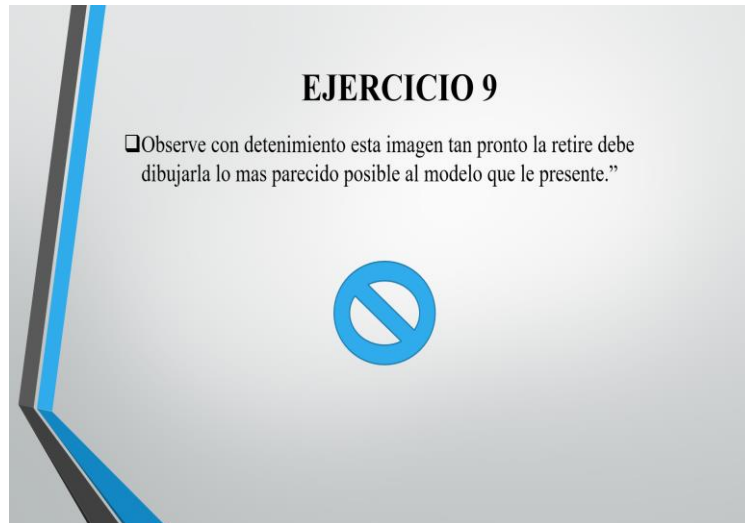 EJERCICIO 9
❑Observe con detenimiento esta imagen tan pronto la retire debe
dibujarla lo mas parecido posible al modelo que le presente.”